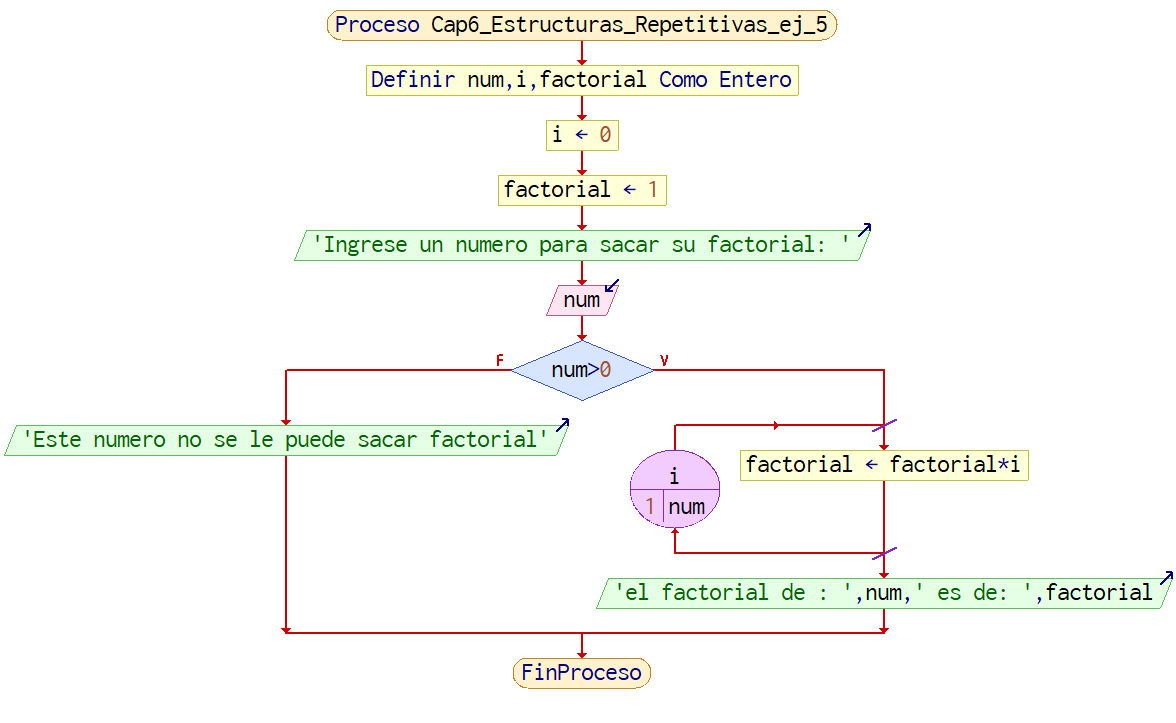 Proceso Cap6_Estructuras_Repetitivas_ej_5
Definir num,i,factorial Como Entero
i ← 0
factorial ← 1
'Ingrese un numero para sacar su factorial: '
num
num>0
F
V
'Este numero no se le puede sacar factorial'
i
1 num
factorial ← factorial*i
'el factorial de : ',num,' es de: ',factorial
FinProceso